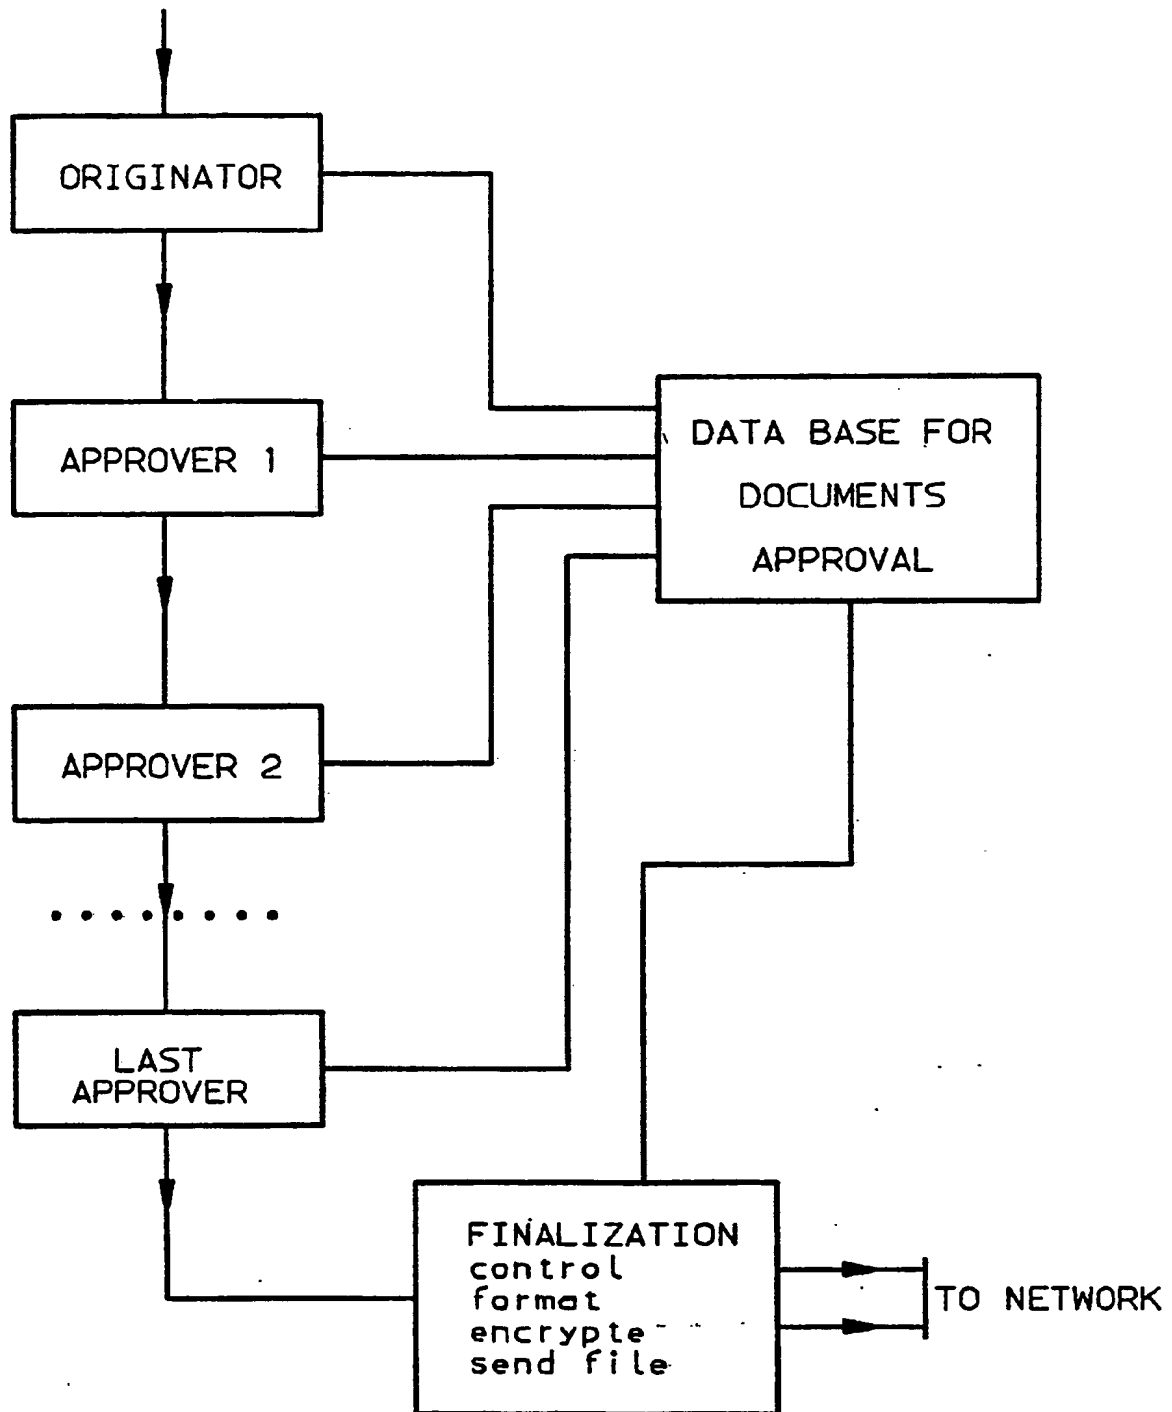 ORIGINATOR
APPROVER 1
DATA BASE FOR
DOCUMENTS
APPROVAL
APPROVER 2
LAST
APPROVER
FINALIZATION
control
format
encrypte
send file
TO NETWORK